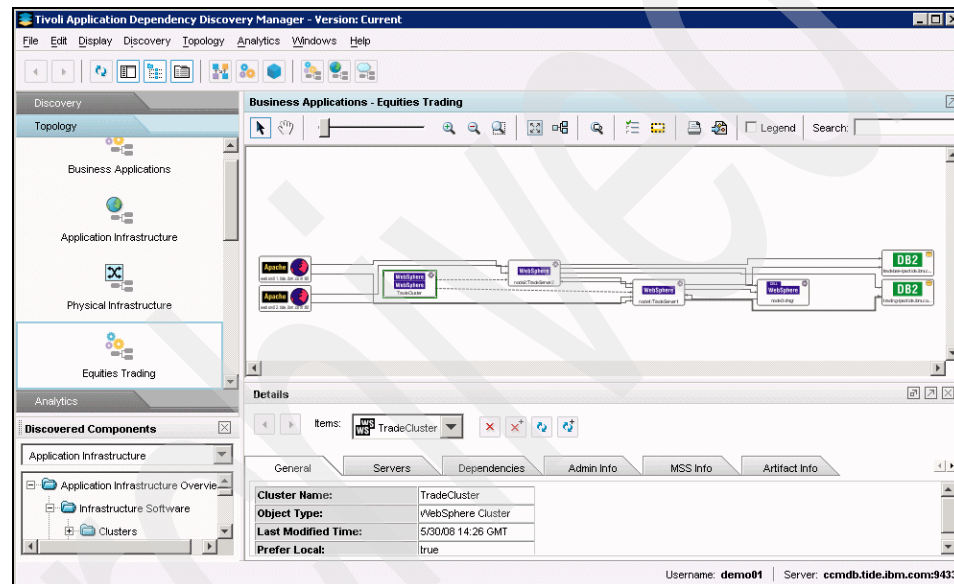 Tivoli Application Dependency Discovery Manager - Version: Current
File Edit Display Discovery Topology Analytics Windows Help
Discovery
Topology
Business Applications
Application Infrastructure
Physical Infrastructure
Equities Trading
Analytics
Discovered Components
Application Infrastructure
Application Infrastructure Overvie
Infrastructure Software
Clusters
Business Applications - Equities Trading
Legend Search:
Apache
Apache
WebSphere
WebSphere
TradeCluster
WebSphere
WebSphere
WebSphere
DB2
DB2
Details
Items: TradeCluster
General Servers Dependencies Admin Info MSS Info Artifact Info
Cluster Name: TradeCluster
Object Type: WebSphere Cluster
Last Modified Time: 5/30/08 14:26 GMT
Prefer Local: true
Username: demo01 Server: ccmdb.tide.ibm.com:9433